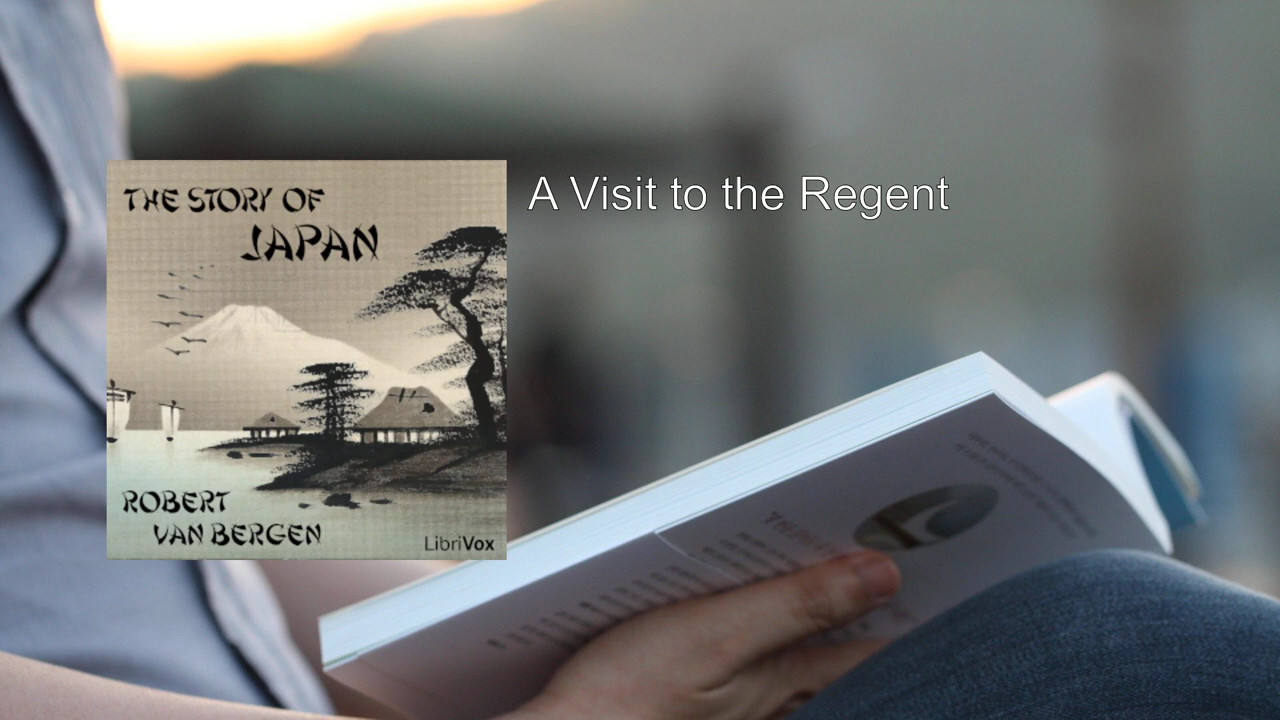 THE STORY OF
JAPAN
ROBERT
VAN BERGEN
LibriVox
A Visit to the Regent